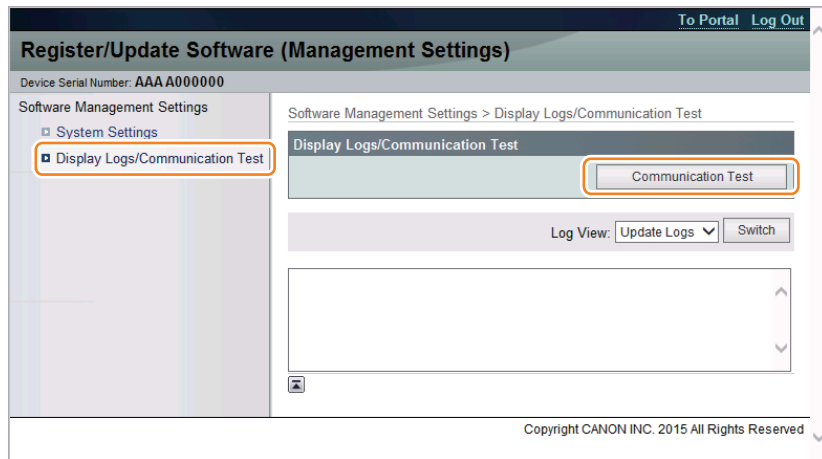 To Portal Log Out
Register/Update Software (Management Settings)
Device Serial Number: AAAA000000
Software Management Settings
System Settings
Display Logs/Communication Test
Software Management Settings > Display Logs/Communication Test
Display Logs/Communication Test
Communication Test
Log View: Update Logs Switch
Copyright CANON INC. 2015 All Rights Reserved